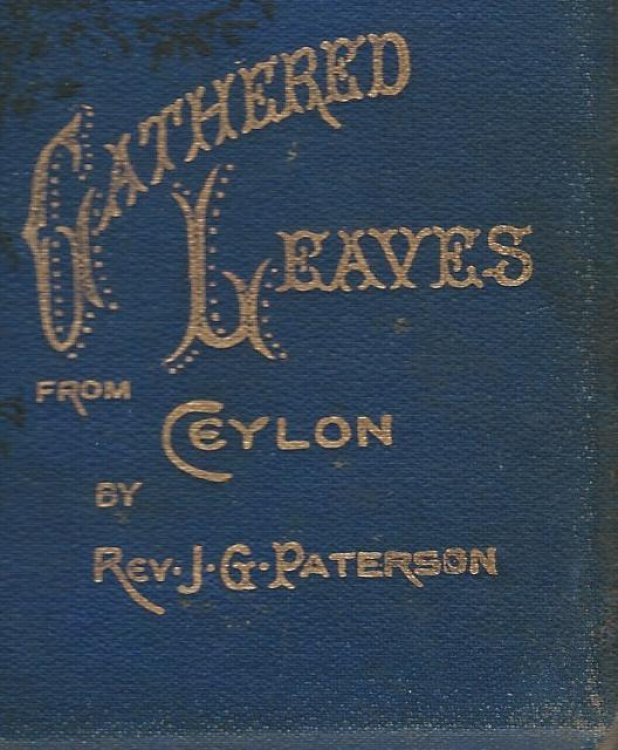 GATHERED
LEAVES
FROM
CEYLON
BY
REV. J. G. PATERSON